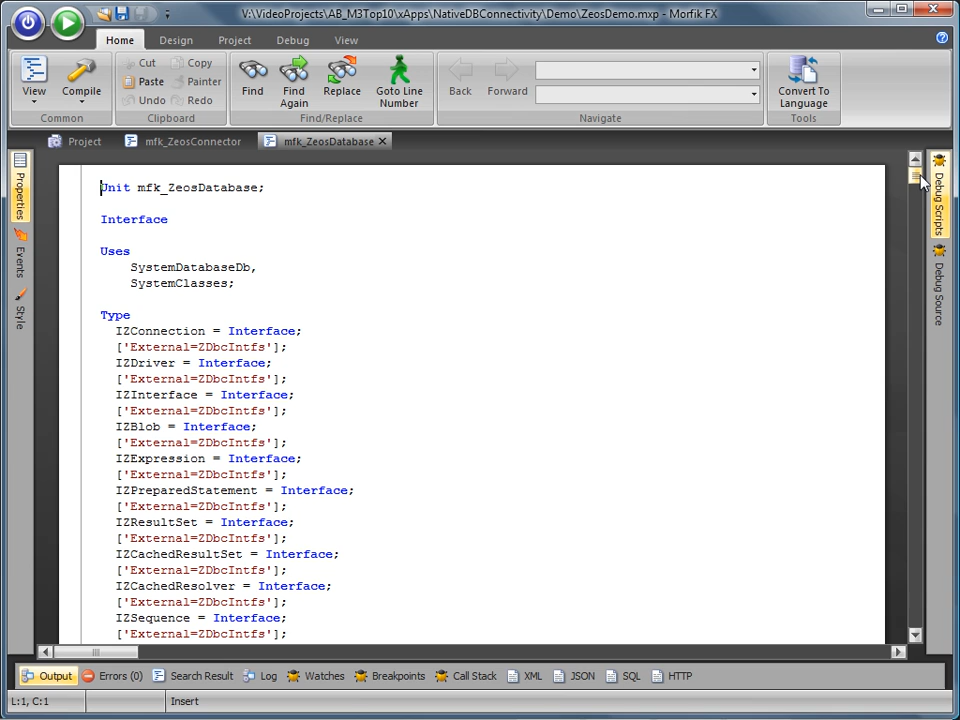 V:\VideoProjects\AB_M3Top10\xApps\NativeDBConnectivity\Demo\ZeosDemo.mxp - Morfik FX
Home Design Project Debug View
View Compile
Common
Cut Copy
Paste Painter
Undo Redo
Clipboard
Find Find Again Replace Goto Line Number
Find/Replace
Back Forward
Navigate
Convert To Language
Tools
Project mfk_ZeosConnector mfk_ZeosDatabase
Properties
Events
Style
Unit mfk_ZeosDatabase;
Interface
Uses
SystemDatabaseDb,
SystemClasses;
Type
IZConnection = Interface;
['External=ZDbcIntfs'];
IZDriver = Interface;
['External=ZDbcIntfs'];
IZInterface = Interface;
['External=ZDbcIntfs'];
IZBlob = Interface;
['External=ZDbcIntfs'];
IZExpression = Interface;
['External=ZDbcIntfs'];
IZPreparedStatement = Interface;
['External=ZDbcIntfs'];
IZResultSet = Interface;
['External=ZDbcIntfs'];
IZCachedResultSet = Interface;
['External=ZDbcIntfs'];
IZCachedResolver = Interface;
['External=ZDbcIntfs'];
IZSequence = Interface;
['External=ZDbcIntfs'];
Debug Scripts
Debug Source
Output Errors (0) Search Result Log Watches Breakpoints Call Stack XML JSON SQL HTTP
L:1, C:1 Insert